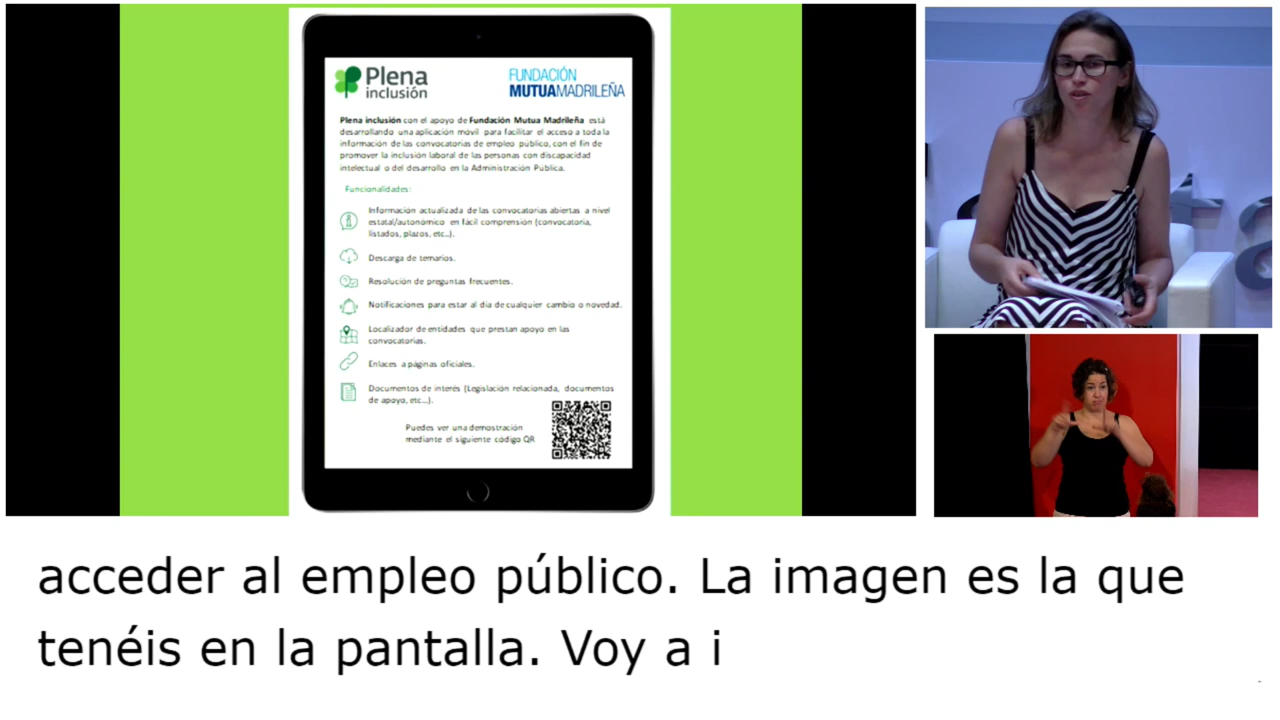 Plena
inclusión
FUNDACIÓN
MUTUAMADRILEÑA
Plena inclusión con el apoyo de Fundación Mutua Madrileña está
desarrollando una aplicación móvil para facilitar el acceso a toda la
información de las convocatorias de empleo público, con el fin de
promover la inclusión laboral de las personas con discapacidad
intelectual o del desarrollo en la Administración Pública.
Funcionalidades:
Información actualizada de las convocatorias abiertas a nivel
estatal/autonómico en fácil comprensión (convocatoria,
listados, plazos, etc..).
Descarga de temarios.
Resolución de preguntas frecuentes.
Notificaciones para estar al día de cualquier cambio o novedad.
Localizador de entidades que prestan apoyo en las
convocatorias.
Enlaces a páginas oficiales.
Documentos de interés (Legislación relacionada, documentos
de apoyo, etc...).
Puedes ver una demostración
mediante el siguiente código QR
acceder al empleo público. La imagen es la que
tenéis en la pantalla. Voy a i